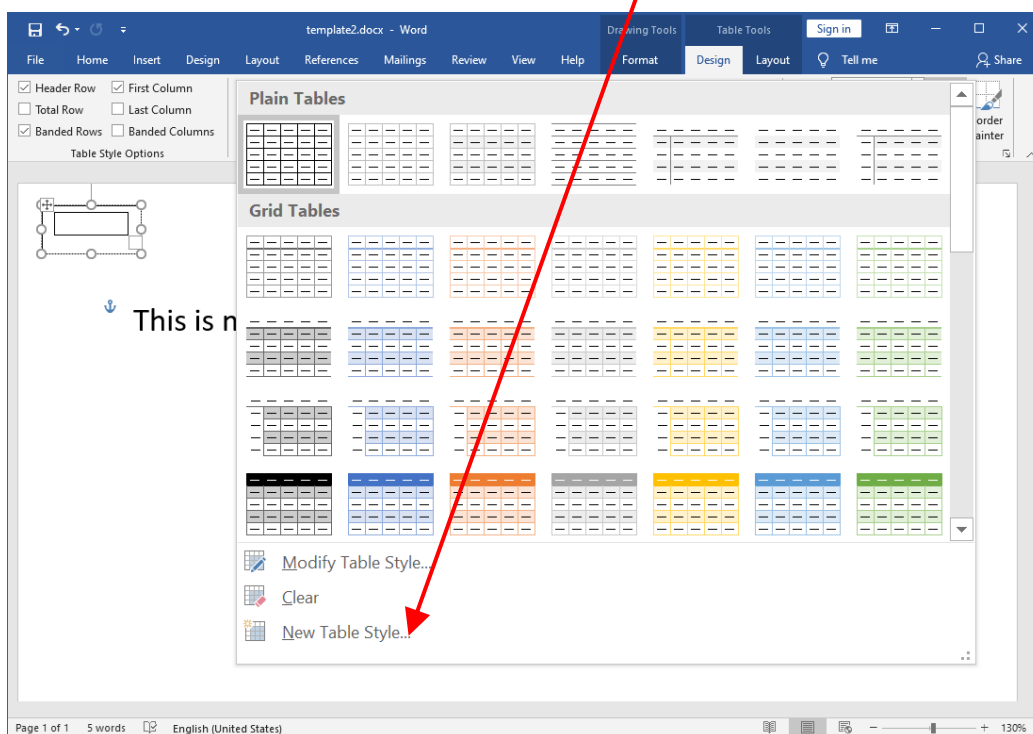 template2.docx - Word
Drawing Tools
Table Tools
Sign in
File Home Insert Design Layout References Mailings Review View Help Format Design Layout Tell me Share
Header Row First Column
Total Row Last Column
Banded Rows Banded Columns
Table Style Options
Plain Tables
Grid Tables
This is
Modify Table Style...
Clear
New Table Style...
Page 1 of 1 5 words English (United States) 130%